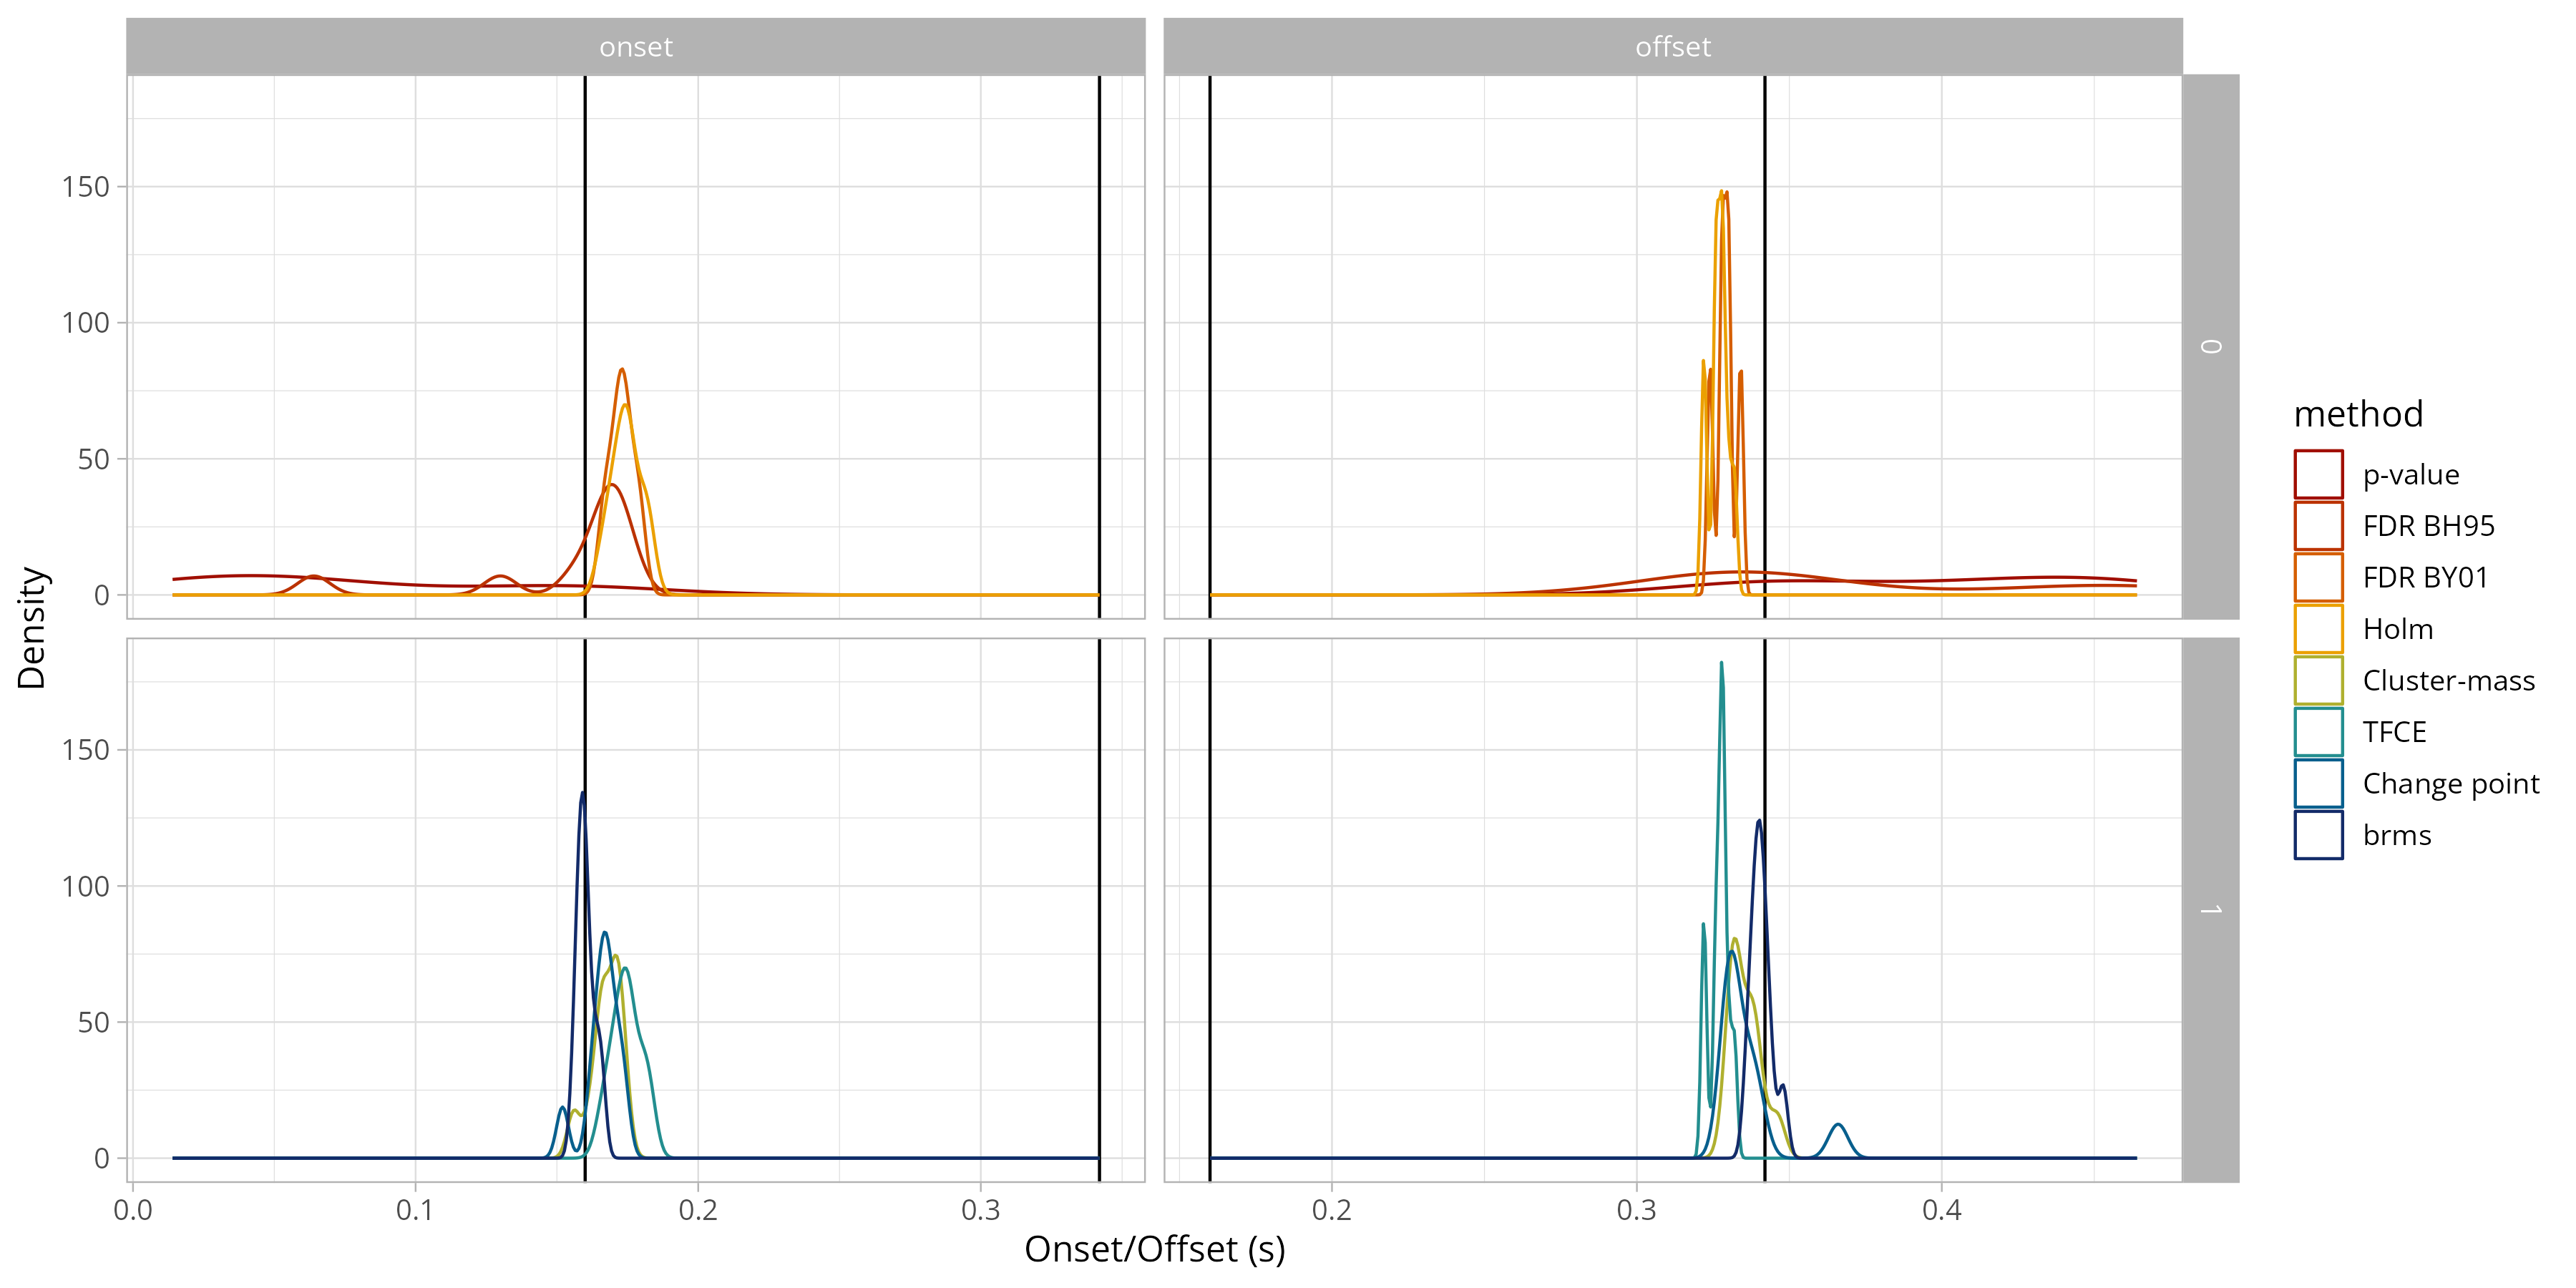 onset
offset
Density
150
100
50
0
0
150
100
50
0
1
0.0
0.1
0.2
0.3
0.2
0.3
0.4
Onset/Offset (s)
method
p-value
FDR BH95
FDR BY01
Holm
Cluster-mass
TFCE
Change point
brms